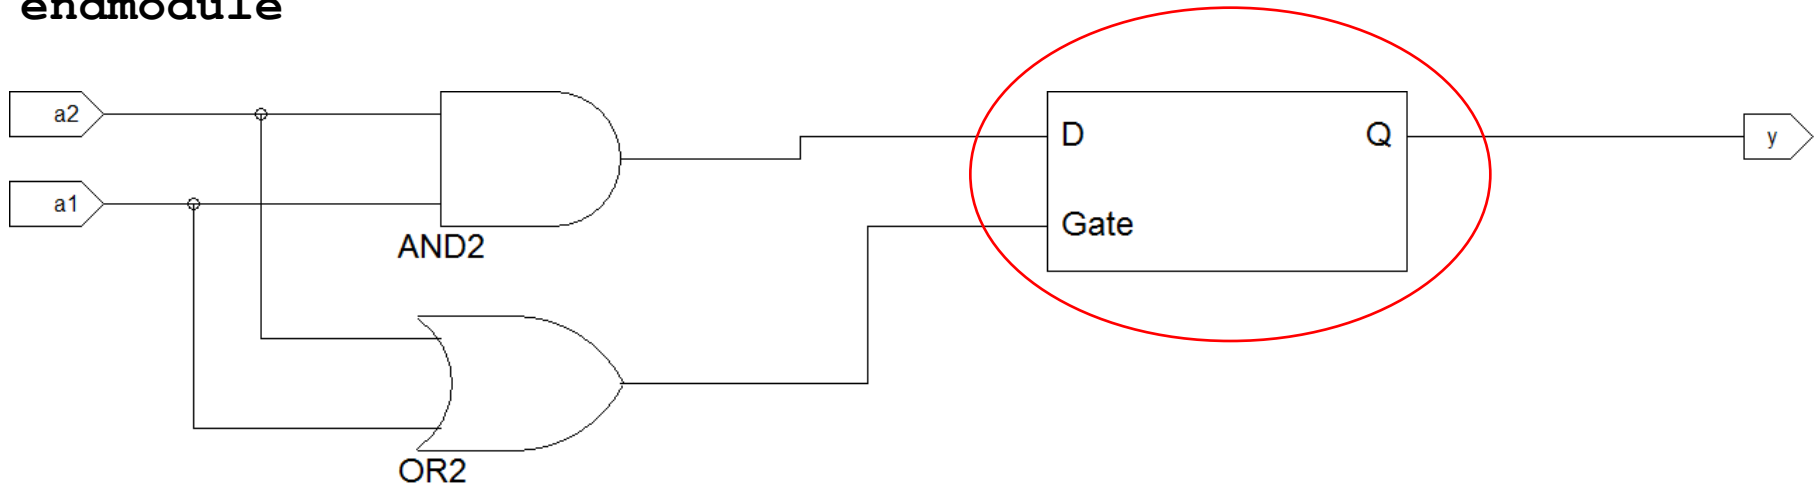 endmodule
a2
D
Q
y
a1
Gate
AND2
OR2